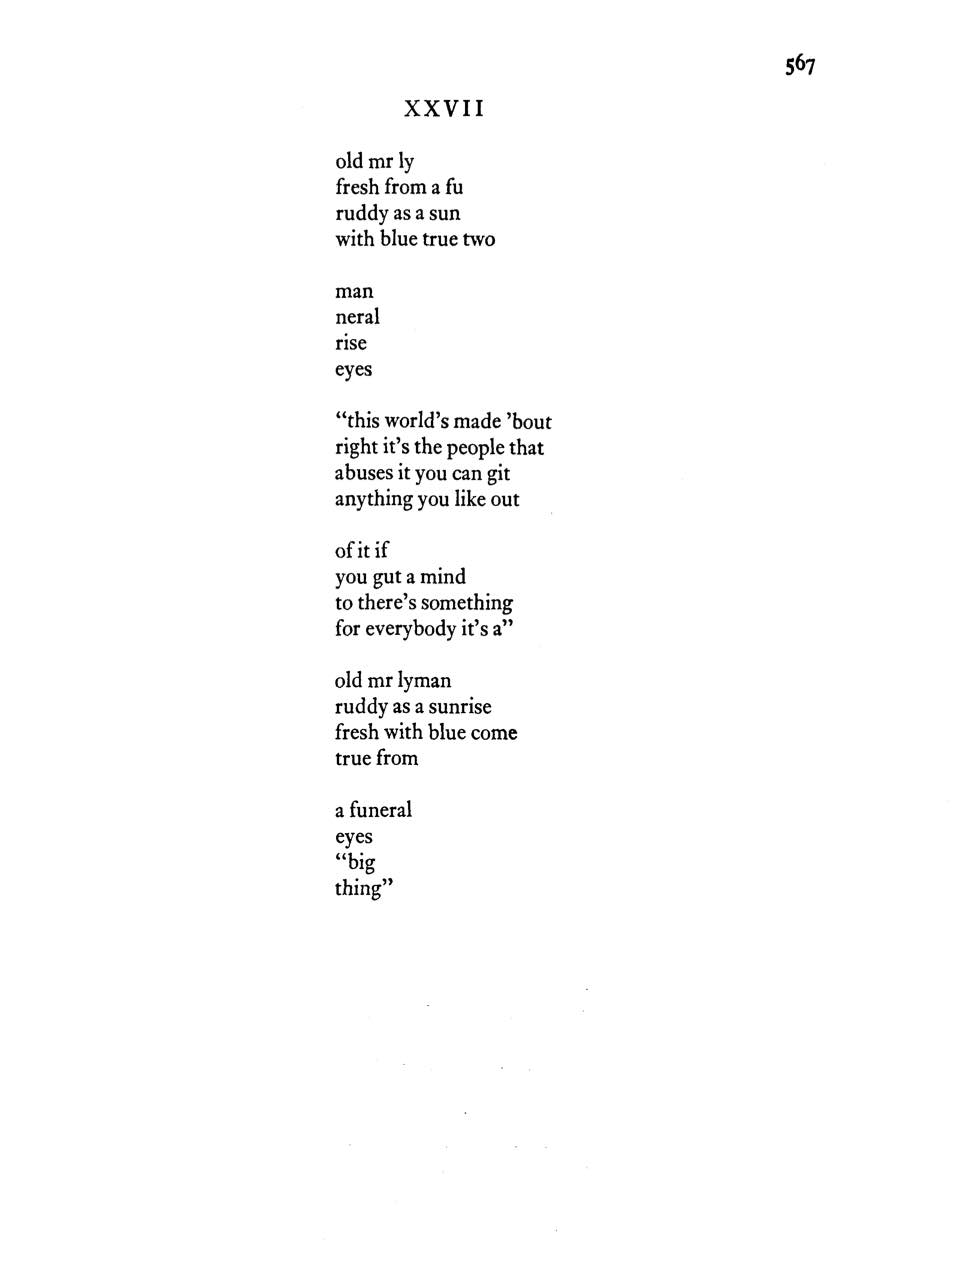 567
XXVII
old mr ly
fresh from a fu
ruddy as a sun
with blue true two

man
neral
rise
eyes

“this world’s made ’bout
right it’s the people that
abuses it you can git
anything you like out

of it if
you gut a mind
to there’s something
for everybody it’s a”

old mr lyman
ruddy as a sunrise
fresh with blue come
true from

a funeral
eyes
“big
thing”